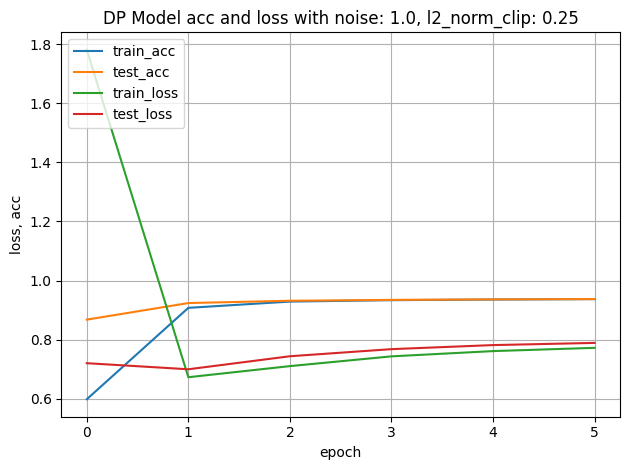 DP Model acc and loss with noise: 1.0, l2_norm_clip: 0.25
train_acc
test_acc
train_loss
test_loss
1.8
1.6
1.4
1.2
1.0
0.8
0.6
loss, acc
0 1 2 3 4 5
epoch